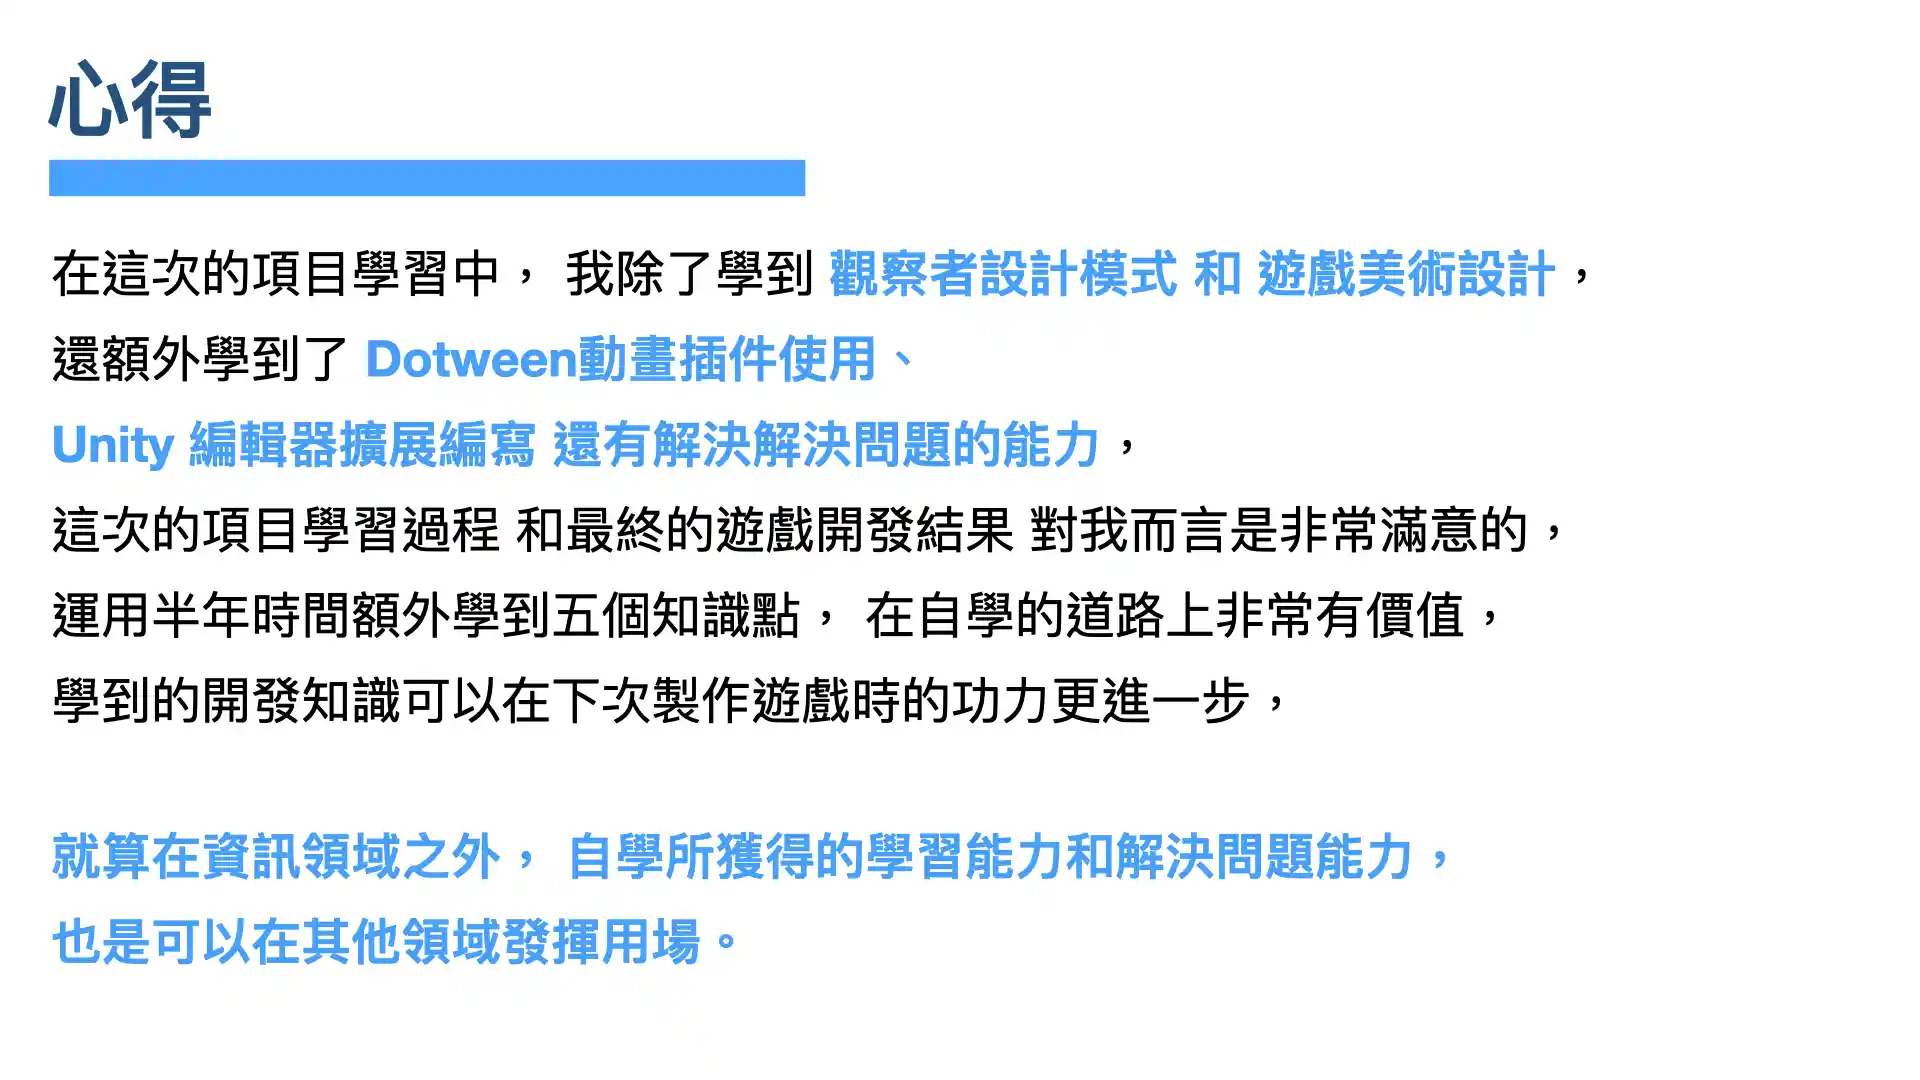 心得
在這次的項目學習中， 我除了學到 觀察者設計模式 和 遊戲美術設計，
還額外學到了 Dotween動畫插件使用、
Unity 編輯器擴展編寫 還有解決解決問題的能力，
這次的項目學習過程 和最終的遊戲開發結果 對我而言是非常滿意的，
運用半年時間額外學到五個知識點， 在自學的道路上非常有價值，
學到的開發知識可以在下次製作遊戲時的功力更進一步，
就算在資訊領域之外， 自學所獲得的學習能力和解決問題能力，
也是可以在其他領域發揮用場。